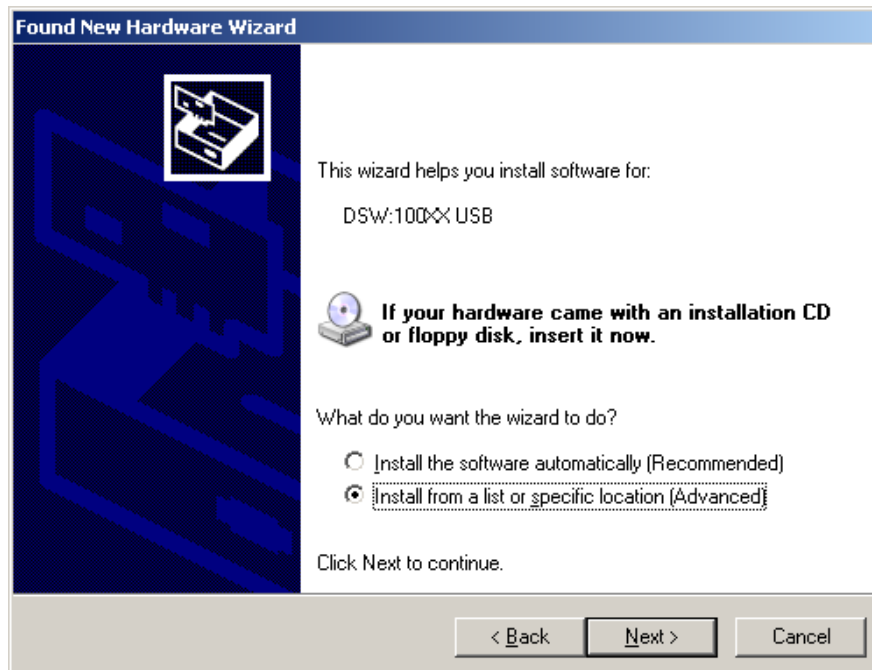 Found New Hardware Wizard
This wizard helps you install software for:
DSW:100XX USB
If your hardware came with an installation CD
or floppy disk, insert it now.
What do you want the wizard to do?
Install the software automatically (Recommended)
Install from a list or specific location (Advanced)
Click Next to continue.
< Back Next > Cancel